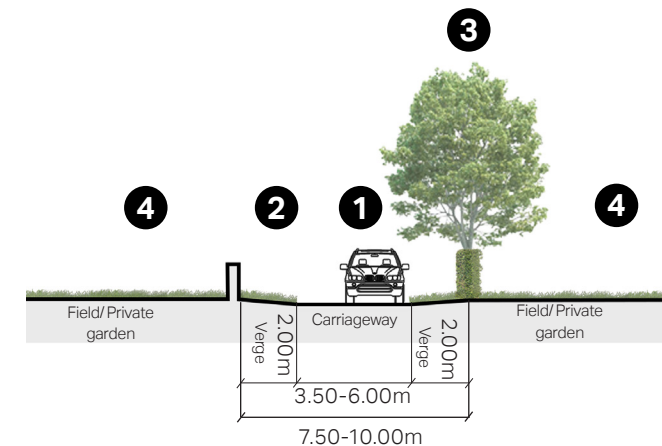 3
4
2
1
4
Field/Private
garden
2.00m
Verge
Carriageway
2.00m
Verge
Field/Private
garden
3.50-6.00m
7.50-10.00m